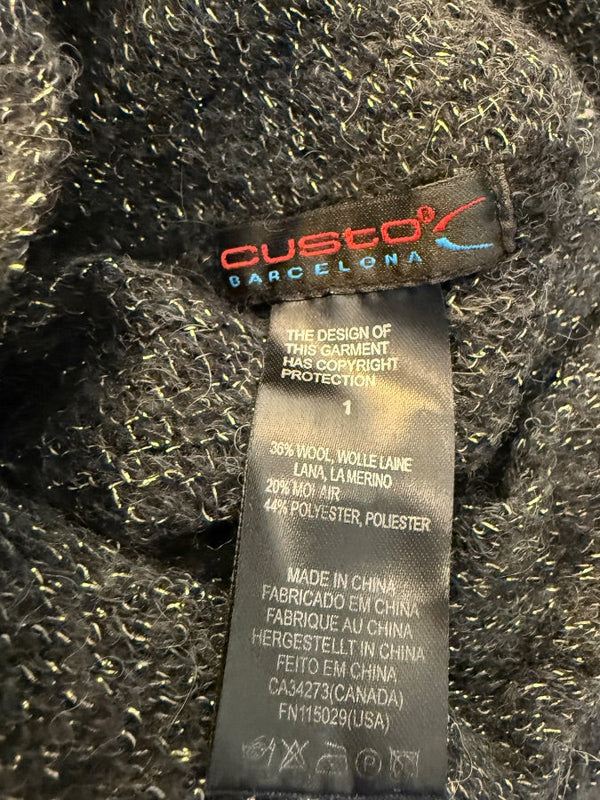 custo®
BARCELONA
THE DESIGN OF
THIS GARMENT
HAS COPYRIGHT
PROTECTION
1
36% WOOL, WOLLE LAINE
LANA, LA MERINO
20% MOHAIR
44% POLYESTER, POLIESTER
MADE IN CHINA
FABRICADO EM CHINA
FABRIQUE AU CHINA
HERGESTELLT IN CHINA
FEITO EM CHINA
CA34273(CANADA)
FN115029(USA)
P